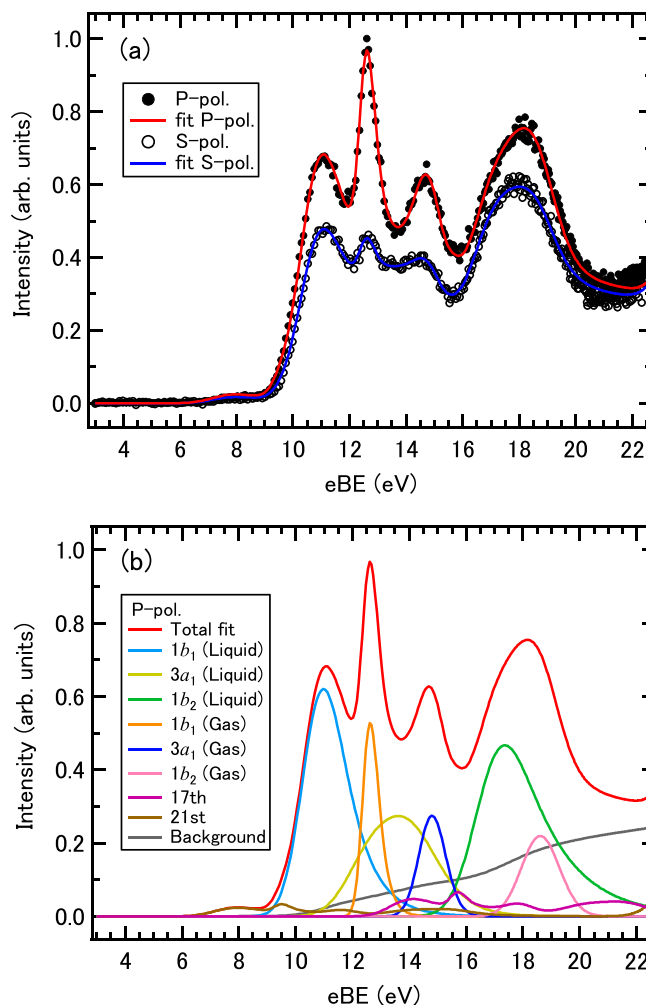 (a)
P-pol.
fit P-pol.
S-pol.
fit S-pol.
Intensity (arb. units)
1.0
0.8
0.6
0.4
0.2
0.0
4 6 8 10 12 14 16 18 20 22
eBE (eV)
(b)
P-pol.
Total fit
1b₁ (Liquid)
3a₁ (Liquid)
1b₂ (Liquid)
1b₁ (Gas)
3a₁ (Gas)
1b₂ (Gas)
17th
21st
Background
Intensity (arb. units)
1.0
0.8
0.6
0.4
0.2
0.0
4 6 8 10 12 14 16 18 20 22
eBE (eV)